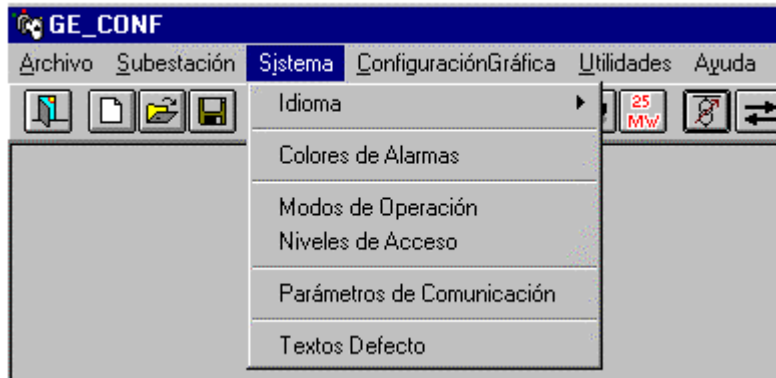 GE_CONF
Archivo Subestación Sistema ConfiguraciónGráfica Utilidades Ayuda
25
MW
Idioma
Colores de Alarmas
Modos de Operación
Niveles de Acceso
Parámetros de Comunicación
Textos Defecto